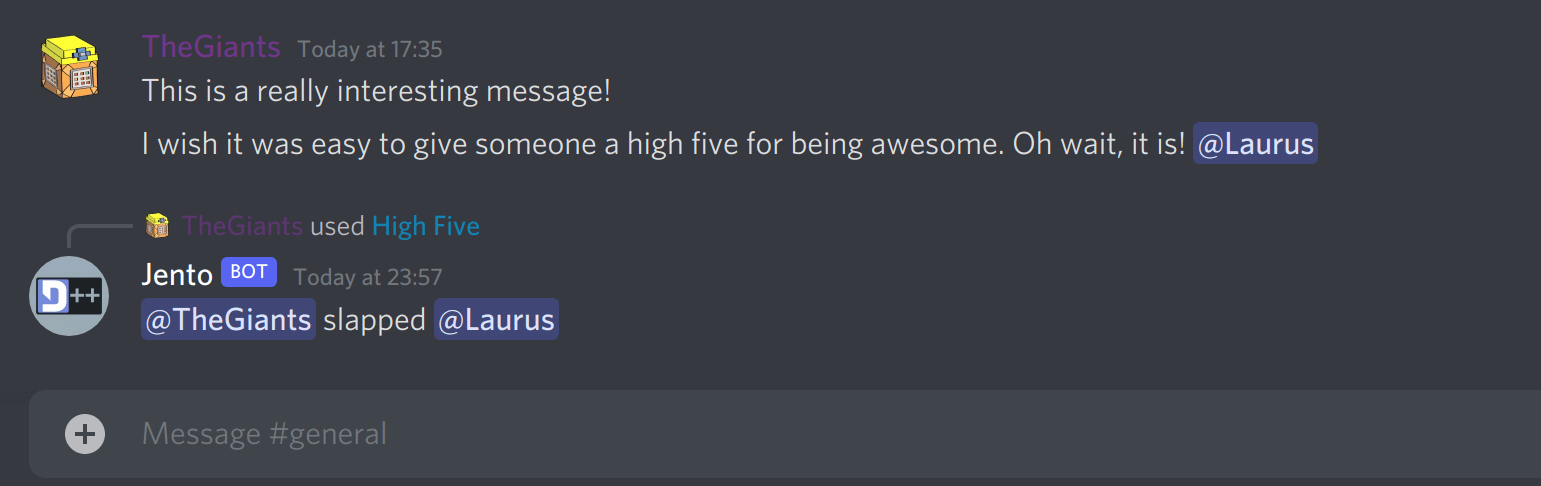 TheGiants Today at 17:35
This is a really interesting message!
I wish it was easy to give someone a high five for being awesome. Oh wait, it is! @Laurus
TheGiants used High Five
Jento BOT Today at 23:57
D++
@TheGiants slapped @Laurus
Message #general